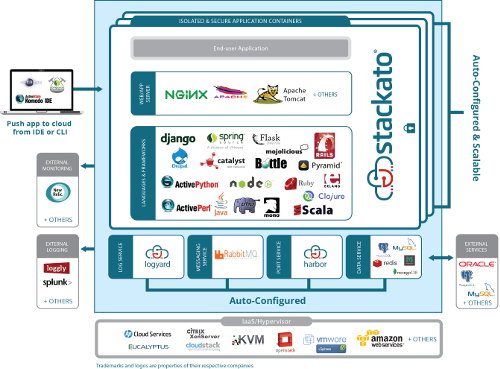 ISOLATED & SECURE APPLICATION CONTAINERS
End-user Application
WEB/APP
SERVER
NGINX
APACHE
Apache
Tomcat
+ OTHERS
Komodo IDE
Push app to cloud
from IDE or CLI
LANGUAGES & FRAMEWORKS
django
spring
Flask
mojolicious
RAILS
Drupal
catalyst
Bottle
Pyramid
ActivePython
node
Ruby
ERLANG
Clojure
ActivePerl
Java
php
mono
Scala
stackato
Auto-Configured & Scalable
EXTERNAL
MONITORING
New
Relic
+ OTHERS
EXTERNAL
LOGGING
loggly
splunk>
+ OTHERS
LOG SERVICE
logyard
MESSAGING
SERVICE
RabbitMQ
PORT SERVICE
harbor
DATA SERVICE
MySQL
redis
mongoDB
EXTERNAL
SERVICES
ORACLE
MySQL
+ OTHERS
Auto-Configured
IaaS/Hypervisor
hp Cloud Services
EUCALYPTUS
CITRIX
XenServer
cloudstack
KVM
openstack
vmware
vSphere
amazon
webservices
+ OTHERS
Trademarks and logos are properties of their respective companies.